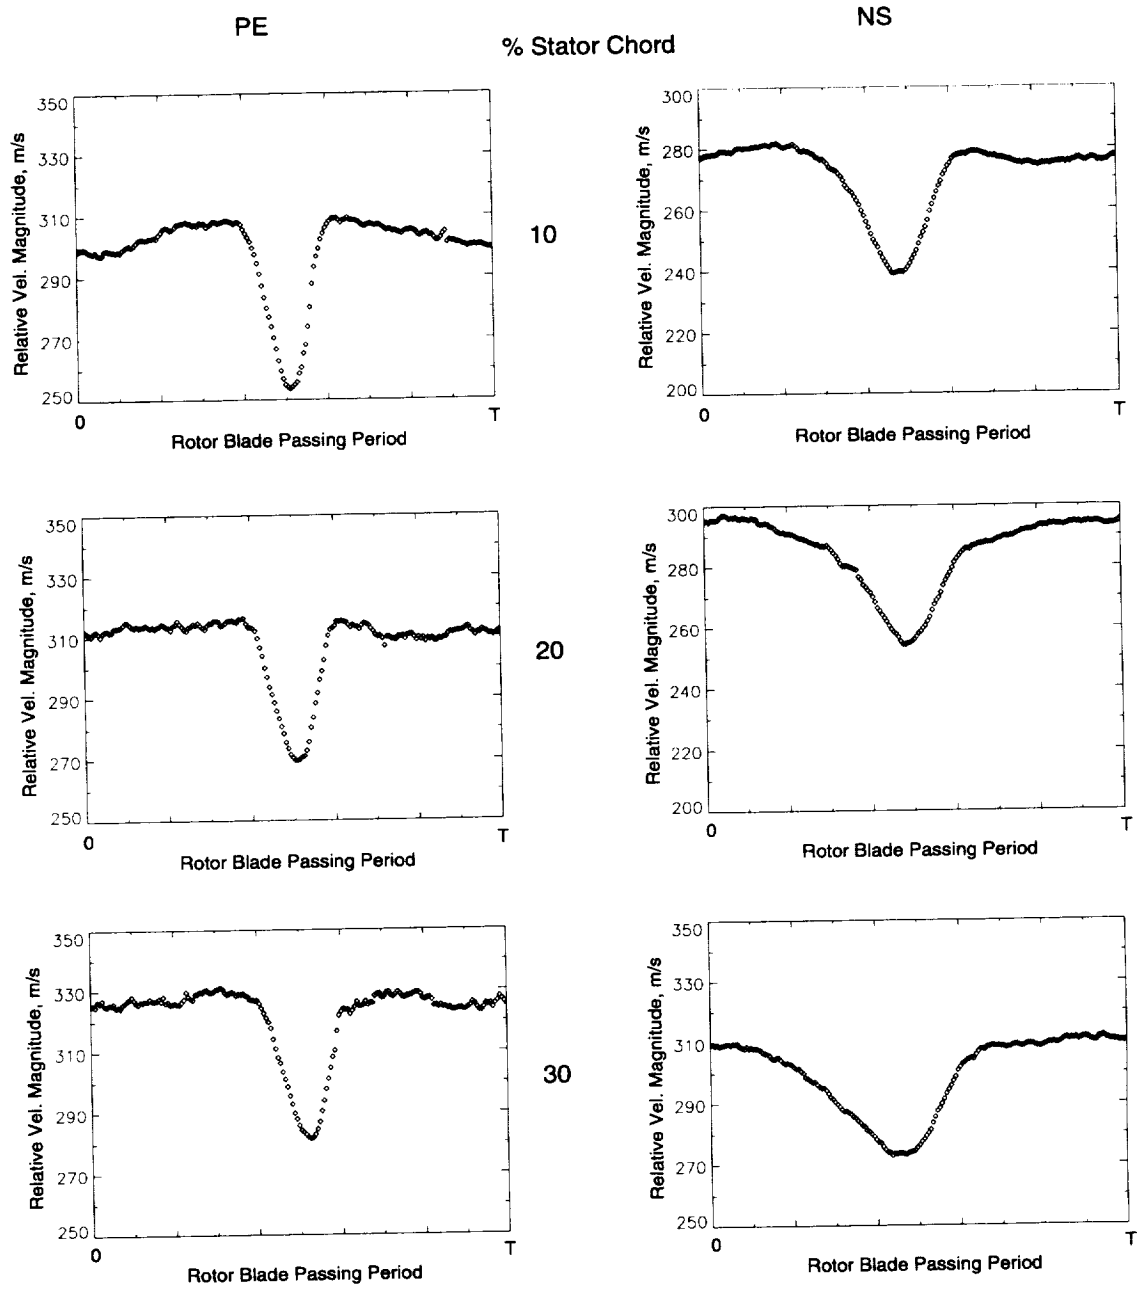 PE
NS
% Stator Chord
350
330
310
290
270
250
Relative Vel. Magnitude, m/s
0
T
Rotor Blade Passing Period
10
300
280
260
240
220
200
Relative Vel. Magnitude, m/s
0
T
Rotor Blade Passing Period
350
330
310
290
270
250
Relative Vel. Magnitude, m/s
0
T
Rotor Blade Passing Period
20
300
280
260
240
220
200
Relative Vel. Magnitude, m/s
0
T
Rotor Blade Passing Period
350
330
310
290
270
250
Relative Vel. Magnitude, m/s
0
T
Rotor Blade Passing Period
30
350
330
310
290
270
250
Relative Vel. Magnitude, m/s
0
T
Rotor Blade Passing Period